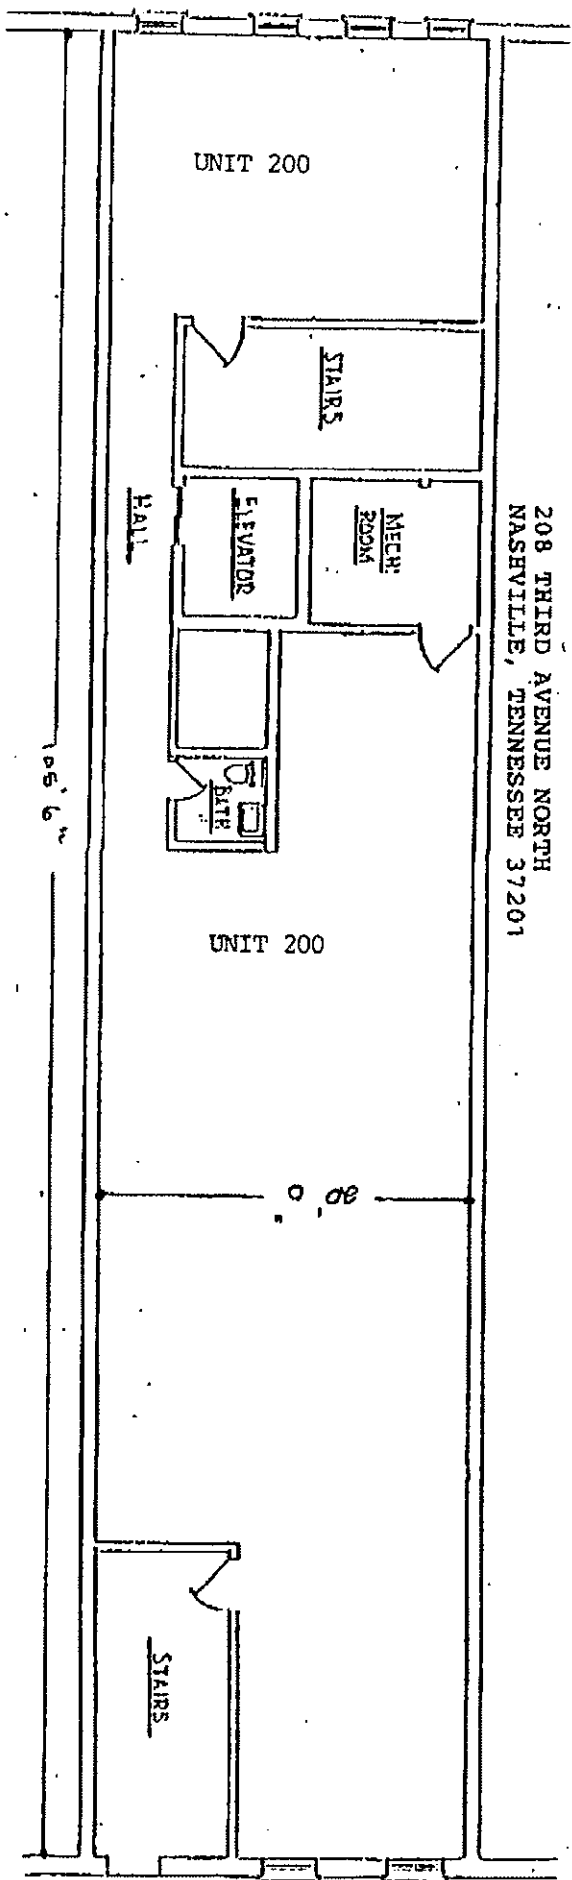 208 THIRD AVENUE NORTH
NASHVILLE, TENNESSEE 37201
UNIT 200
STAIRS
MECH.
ROOM
ELEVATOR
HALL
BATH
UNIT 200
105' 6"
20' 0"
STAIRS